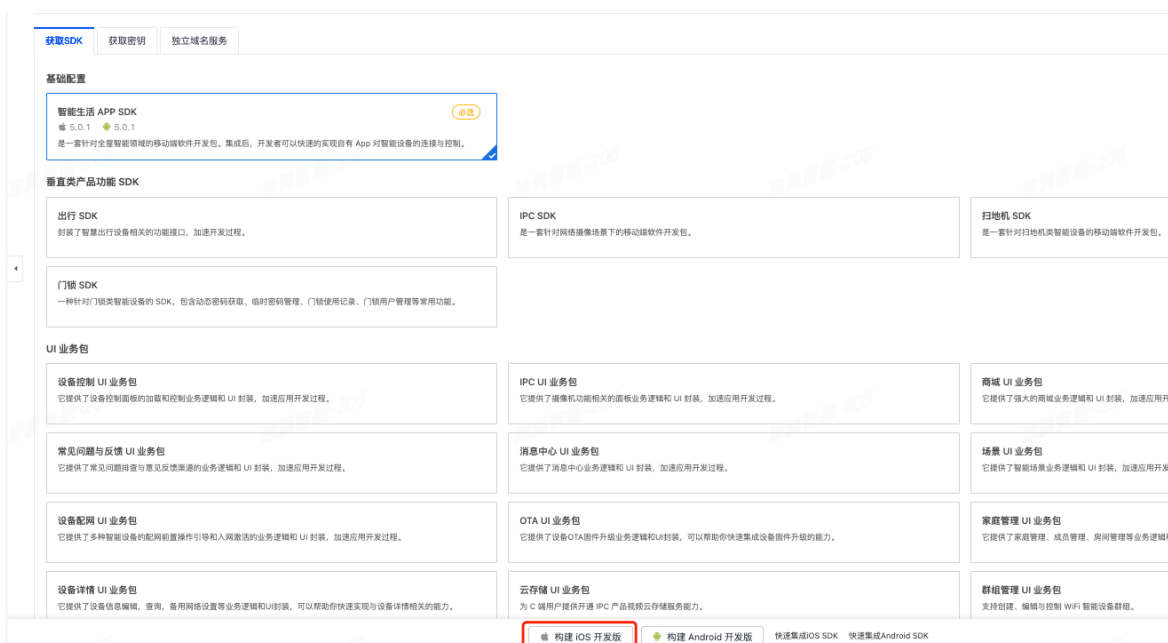 获取SDK 获取密钥 独立域名服务
基础配置
智能生活 APP SDK 必选
5.0.1 5.0.1
是一套针对全屋智能领域的移动端软件开发包。集成后，开发者可以快速的实现自有 App 对智能设备的连接与控制。
垂直类产品功能 SDK
出行 SDK IPC SDK 扫地机 SDK
封装了智慧出行设备相关的功能接口，加速开发过程。 是一套针对网络摄像场景下的移动端软件开发包。 是一套针对扫地机类智能设备的移动端软件开发包。
门锁 SDK
一种针对门锁类智能设备的 SDK，包含动态密码获取、临时密码管理、门锁使用记录、门锁用户管理等常用功能。
UI 业务包
设备控制 UI 业务包 IPC UI 业务包 商城 UI 业务包
它提供了设备控制面板的加载和控制业务逻辑和 UI 封装，加速应用开发过程。 它提供了摄像机功能相关的面板业务逻辑和 UI 封装，加速应用开发过程。 它提供了强大的商城业务逻辑和 UI 封装，加速应用开
常见问题与反馈 UI 业务包 消息中心 UI 业务包 场景 UI 业务包
它提供了常见问题排查与意见反馈渠道的业务逻辑和 UI 封装，加速应用开发过程。 它提供了消息中心业务逻辑和 UI 封装，加速应用开发过程。 它提供了智能场景业务逻辑和 UI 封装，加速应用开发
设备配网 UI 业务包 OTA UI 业务包 家庭管理 UI 业务包
它提供了多种智能设备的配网前置操作引导和入网激活的业务逻辑和 UI 封装，加速应用开发过程。 它提供了设备OTA固件升级业务逻辑和UI封装，可以帮助你快速集成设备固件升级的能力。 它提供了家庭管理、成员管理、房间管理等业务逻辑
设备详情 UI 业务包 云存储 UI 业务包 群组管理 UI 业务包
它提供了设备信息编辑，查询，备用网络设置等业务逻辑和UI封装，可以帮助你快速实现与设备详情相关的能力。 为 C 端用户提供开通 IPC 产品视频云存储服务能力。 支持创建、编辑与控制 WiFi 智能设备群组。
构建 iOS 开发版 构建 Android 开发版 快速集成iOS SDK 快速集成Android SDK